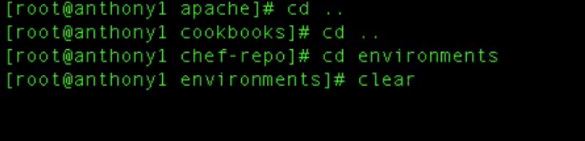 [root@anthony1 apache]# cd ..
[root@anthony1 cookbooks]# cd ..
[root@anthony1 chef-repo]# cd environments
[root@anthony1 environments]# clear